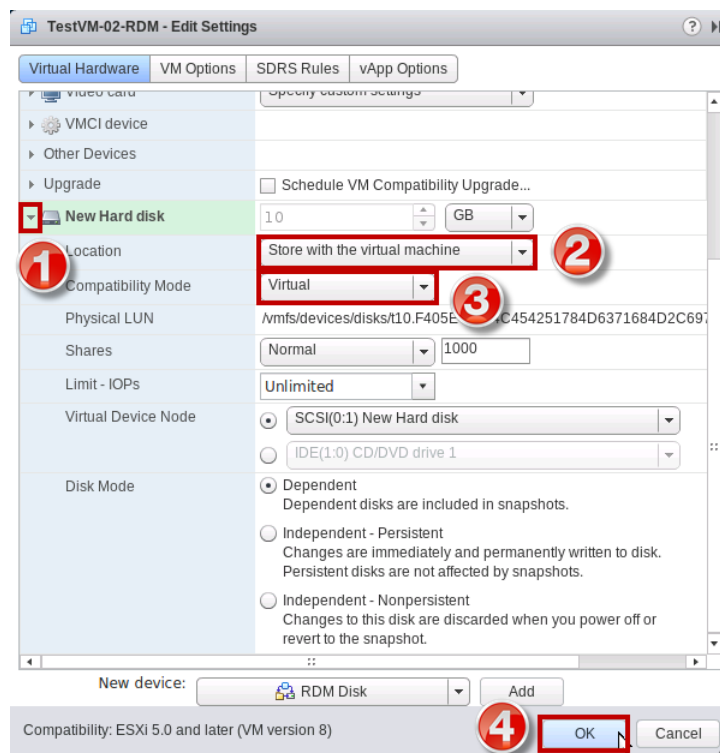 TestVM-02-RDM - Edit Settings
?
Virtual Hardware VM Options SDRS Rules vApp Options
Video card Specify custom settings
VMCI device
Other Devices
Upgrade Schedule VM Compatibility Upgrade...
New Hard disk 10 GB
1 Location Store with the virtual machine 2
Compatibility Mode Virtual 3
Physical LUN
Shares Normal 1000
Limit - IOPs Unlimited
Virtual Device Node SCSI(0:1) New Hard disk
IDE(1:0) CD/DVD drive 1
Disk Mode Dependent
Dependent disks are included in snapshots.
Independent - Persistent
Changes are immediately and permanently written to disk.
Persistent disks are not affected by snapshots.
Independent - Nonpersistent
Changes to this disk are discarded when you power off or
revert to the snapshot.
New device: RDM Disk Add
Compatibility: ESXi 5.0 and later (VM version 8) 4 OK Cancel